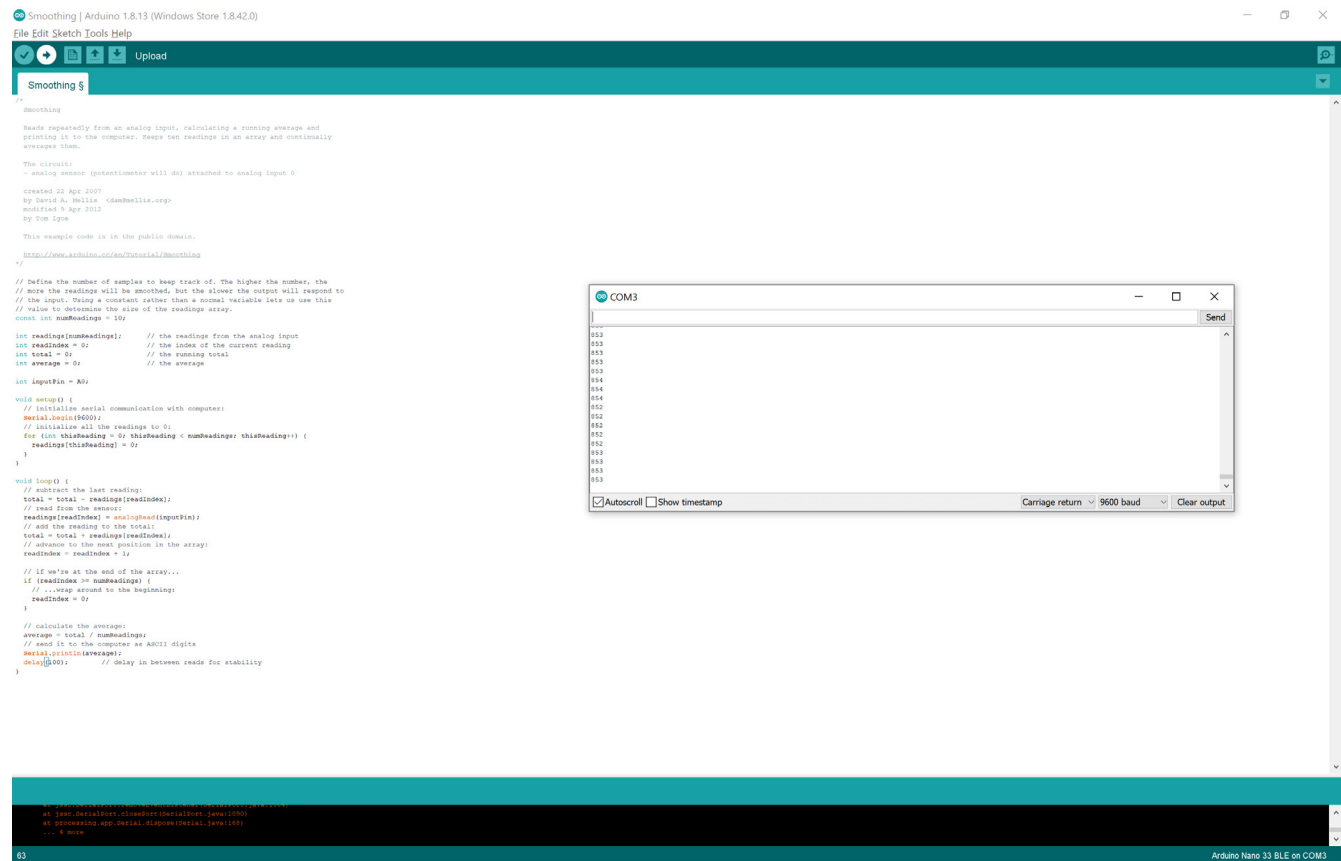 Smoothing | Arduino 1.8.13 (Windows Store 1.8.42.0)
File Edit Sketch Tools Help
Upload
Smoothing §
/*
  Smoothing

  Reads repeatedly from an analog input, calculating a running average and
  printing it to the computer. Keeps ten readings in an array and continually
  averages them.

  The circuit:
  - analog sensor (potentiometer will do) attached to analog input 0

  created 22 Apr 2007
  by David A. Mellis  <dam@mellis.org>
  modified 9 Apr 2012
  by Tom Igoe

  This example code is in the public domain.

  http://www.arduino.cc/en/Tutorial/Smoothing
*/

// Define the number of samples to keep track of. The higher the number, the
// more the readings will be smoothed, but the slower the output will respond to
// the input. Using a constant rather than a normal variable lets us use this
// value to determine the size of the readings array.
const int numReadings = 10;

int readings[numReadings];      // the readings from the analog input
int readIndex = 0;              // the index of the current reading
int total = 0;                  // the running total
int average = 0;                // the average

int inputPin = A0;

void setup() {
  // initialize serial communication with computer:
  Serial.begin(9600);
  // initialize all the readings to 0:
  for (int thisReading = 0; thisReading < numReadings; thisReading++) {
    readings[thisReading] = 0;
  }
}

void loop() {
  // subtract the last reading:
  total = total - readings[readIndex];
  // read from the sensor:
  readings[readIndex] = analogRead(inputPin);
  // add the reading to the total:
  total = total + readings[readIndex];
  // advance to the next position in the array:
  readIndex = readIndex + 1;

  // if we're at the end of the array...
  if (readIndex >= numReadings) {
    // ...wrap around to the beginning:
    readIndex = 0;
  }

  // calculate the average:
  average = total / numReadings;
  // send it to the computer as ASCII digits
  Serial.println(average);
  delay(100);        // delay in between reads for stability
}
COM3
Send
853
853
853
853
853
854
854
854
852
852
852
852
852
853
853
853
853
Autoscroll Show timestamp
Carriage return 9600 baud Clear output
at jssc.SerialPort.closePort(SerialPort.java:1090)
at processing.app.Serial.dispose(Serial.java:168)
... 4 more
63
Arduino Nano 33 BLE on COM3